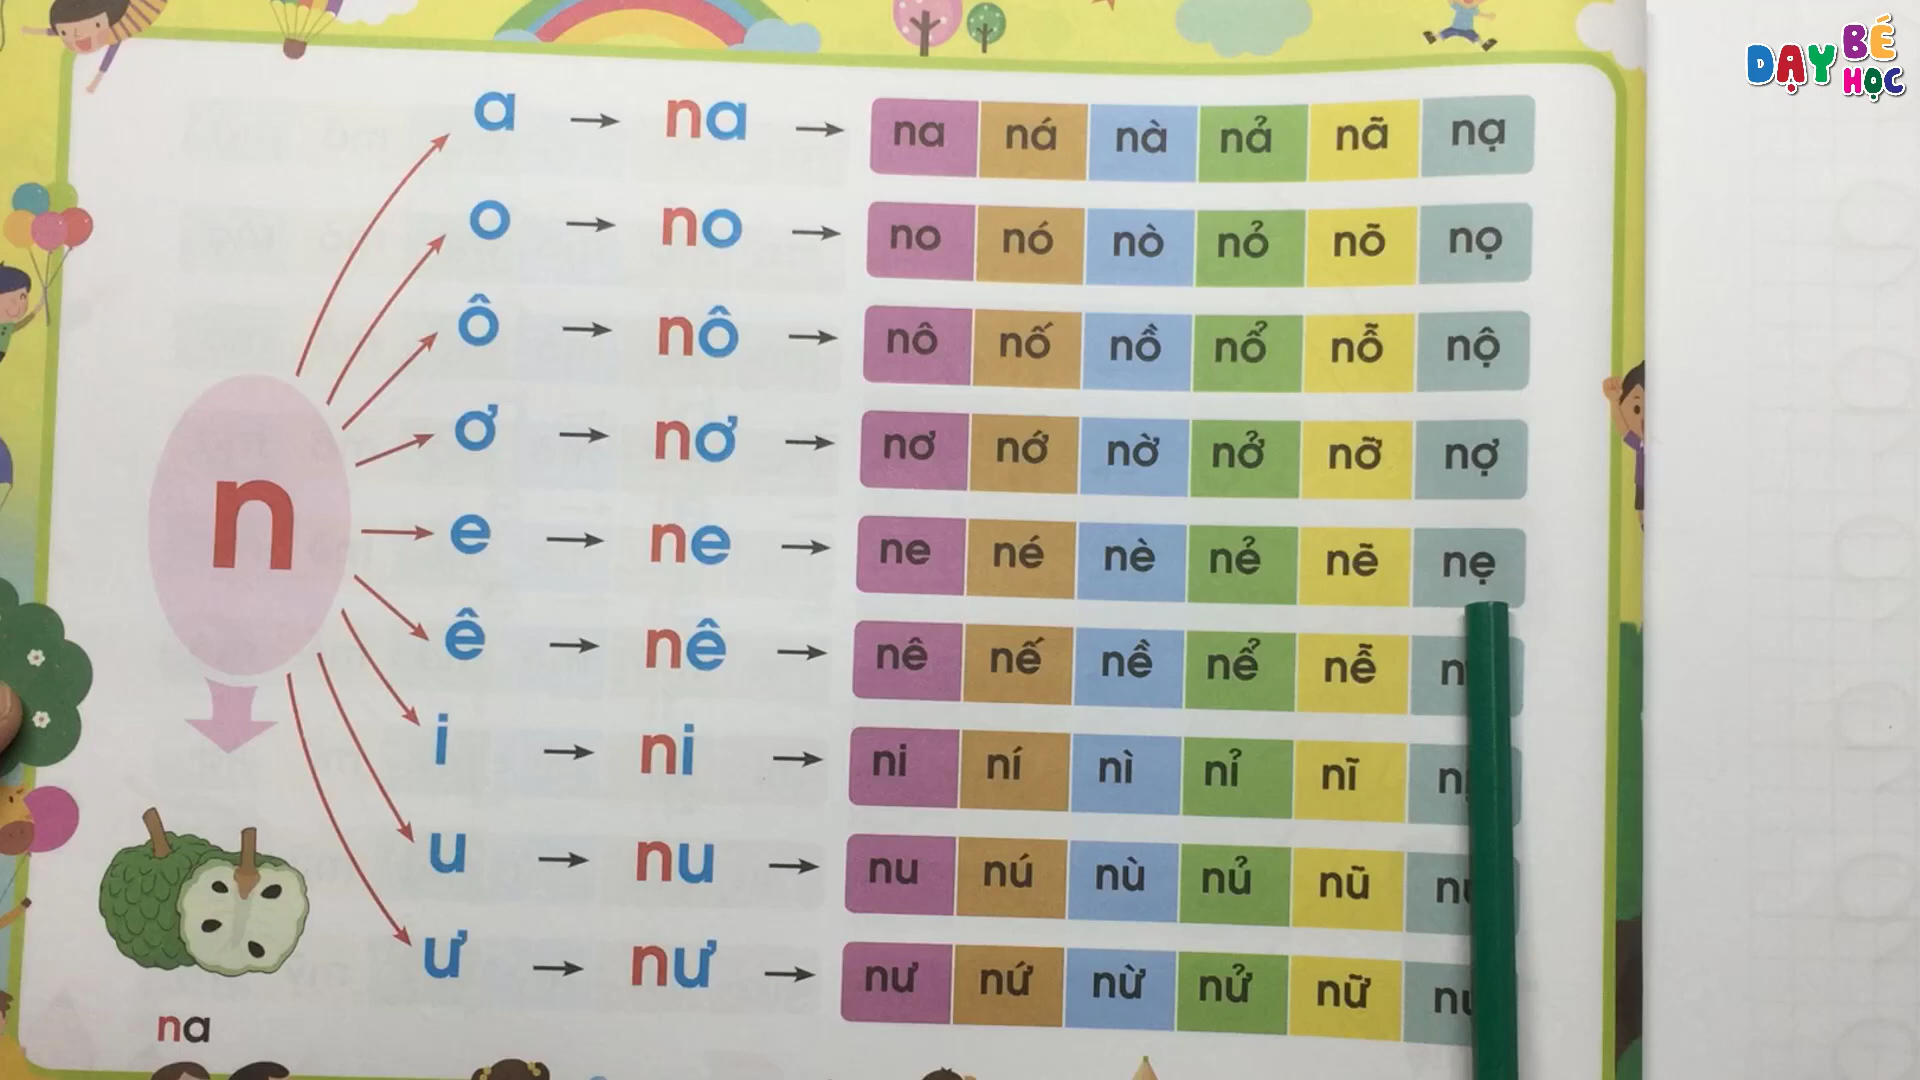 DẠY BÉ HỌC
a → na → na ná nà nả nã nạ
o → no → no nó nò nỏ nõ nọ
ô → nô → nô nố nồ nổ nỗ nộ
ơ → nơ → nơ nớ nờ nở nỡ nợ
n
e → ne → ne né nè nẻ nẽ nẹ
ê → nê → nê nế nề nể nễ
i → ni → ni ní nì nỉ nĩ
u → nu → nu nú nù nủ nũ
ư → nư → nư nứ nừ nử nữ
na